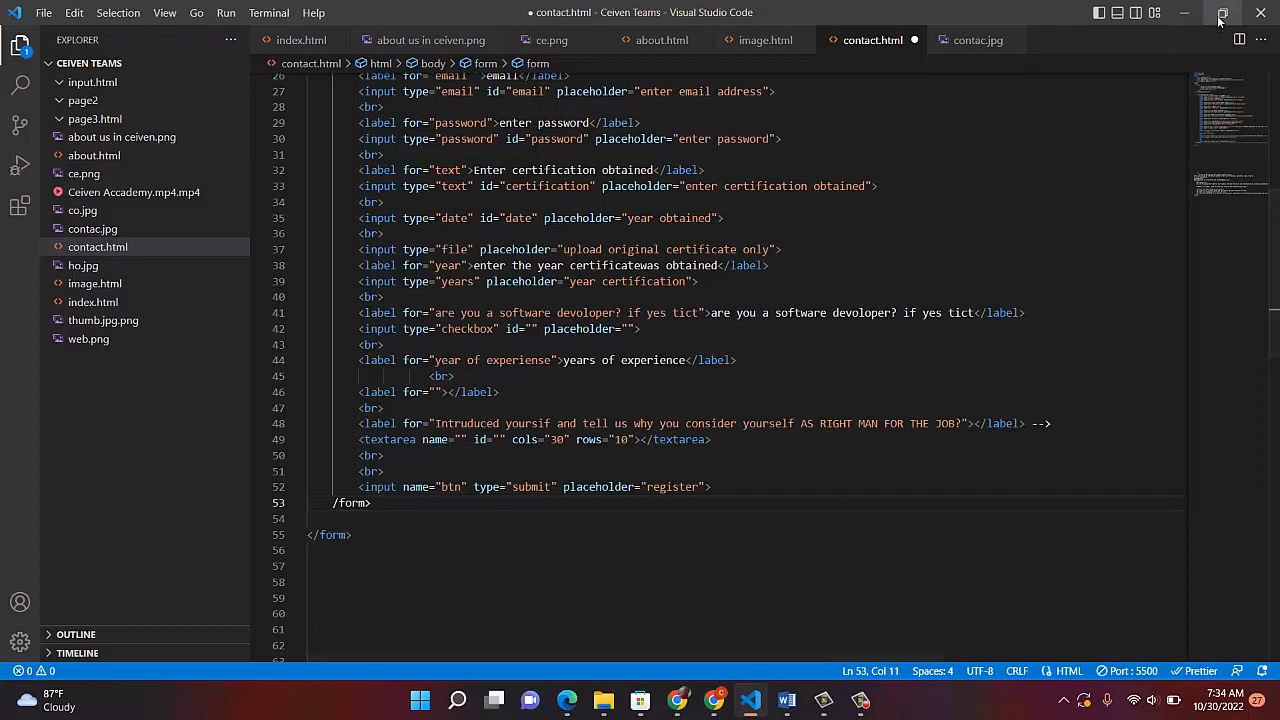 File Edit Selection View Go Run Terminal Help
● contact.html - Ceiven Teams - Visual Studio Code
EXPLORER
index.html about us in ceiven.png ce.png about.html image.html contact.html contac.jpg
CEIVEN TEAMS
contact.html > html > body > form > form
input.html
page2
page3.html
about us in ceiven.png
about.html
ce.png
Ceiven Accademy.mp4.mp4
co.jpg
contac.jpg
contact.html
ho.jpg
image.html
index.html
thumb.jpg.png
web.png
OUTLINE
TIMELINE
26 <label for="email">email</label>
27 <input type="email" id="email" placeholder="enter email address">
28 <br>
29 <label for="password">enter password</label>
30 <input type="password" id="password" placeholder="enter password">
31 <br>
32 <label for="text">Enter certification obtained</label>
33 <input type="text" id="certification" placeholder="enter certification obtained">
34 <br>
35 <input type="date" id="date" placeholder="year obtained">
36 <br>
37 <input type="file" placeholder="upload original certificate only">
38 <label for="year">enter the year certificatewas obtained</label>
39 <input type="years" placeholder="year certification">
40 <br>
41 <label for="are you a software devoloper? if yes tict">are you a software devoloper? if yes tict</label>
42 <input type="checkbox" id="" placeholder="">
43 <br>
44 <label for="year of experiense">years of experience</label>
45 <br>
46 <label for=""></label>
47 <br>
48 <label for="Intruduced yoursif and tell us why you consider yourself AS RIGHT MAN FOR THE JOB?"></label> -->
49 <textarea name="" id="" cols="30" rows="10"></textarea>
50 <br>
51 <br>
52 <input name="btn" type="submit" placeholder="register">
53 /form>
54
55 </form>
56
57
58
59
60
61
62
63
0 0
Ln 53, Col 11 Spaces: 4 UTF-8 CRLF HTML Port : 5500 Prettier
87°F
Cloudy
7:34 AM
10/30/2022
27